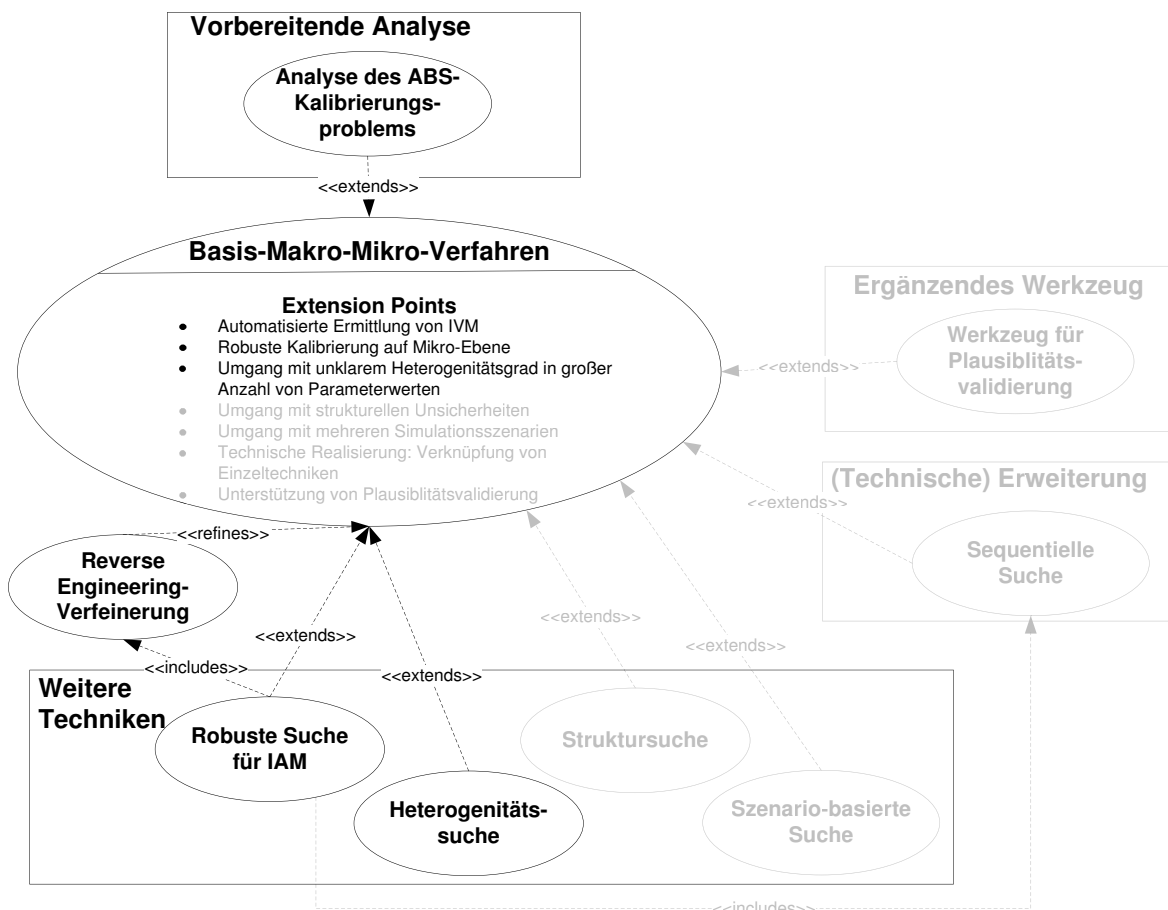 Vorbereitende Analyse
Analyse des ABS-
Kalibrierungs-
problems
<<extends>>
Basis-Makro-Mikro-Verfahren
Extension Points
● Automatisierte Ermittlung von IVM
● Robuste Kalibrierung auf Mikro-Ebene
● Umgang mit unklarem Heterogenitätsgrad in großer
Anzahl von Parameterwerten
● Umgang mit strukturellen Unsicherheiten
● Umgang mit mehreren Simulationsszenarien
● Technische Realisierung: Verknüpfung von
Einzeltechniken
● Unterstützung von Plausiblitätsvalidierung
Ergänzendes Werkzeug
Werkzeug für
Plausiblitäts-
validierung
<<extends>>
(Technische) Erweiterung
<<extends>>
Sequentielle
Suche
<<refines>>
Reverse
Engineering-
Verfeinerung
<<extends>>
<<extends>>
<<extends>>
<<includes>>
<<extends>>
Weitere
Techniken
Robuste Suche
für IAM
Struktursuche
Heterogenitäts-
suche
Szenario-basierte
Suche
<<includes>>